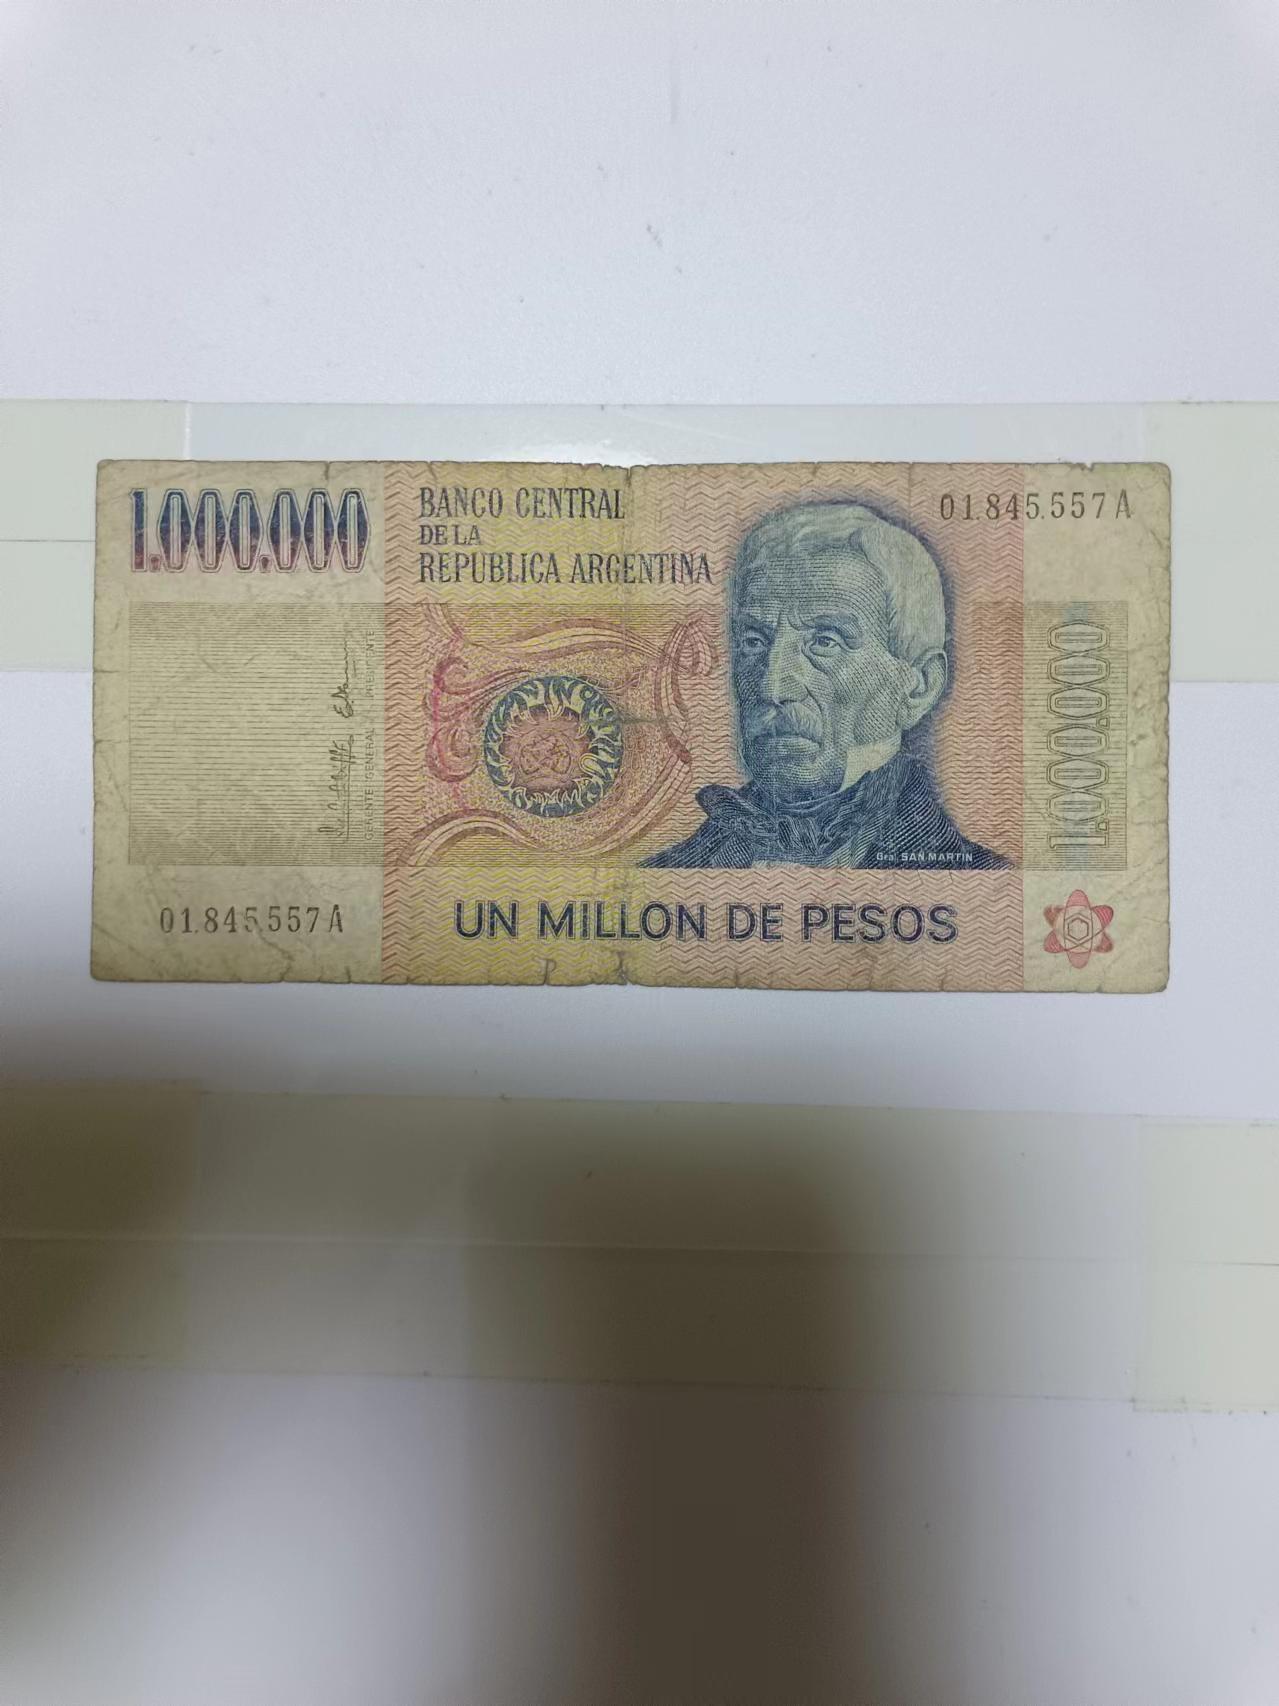 1.000.000
BANCO CENTRAL
DE LA
REPUBLICA ARGENTINA
01.845.557 A
GERENTE GENERAL
PRESIDENTE
1.000.000
Gral. SAN MARTIN
01.845.557 A
UN MILLON DE PESOS